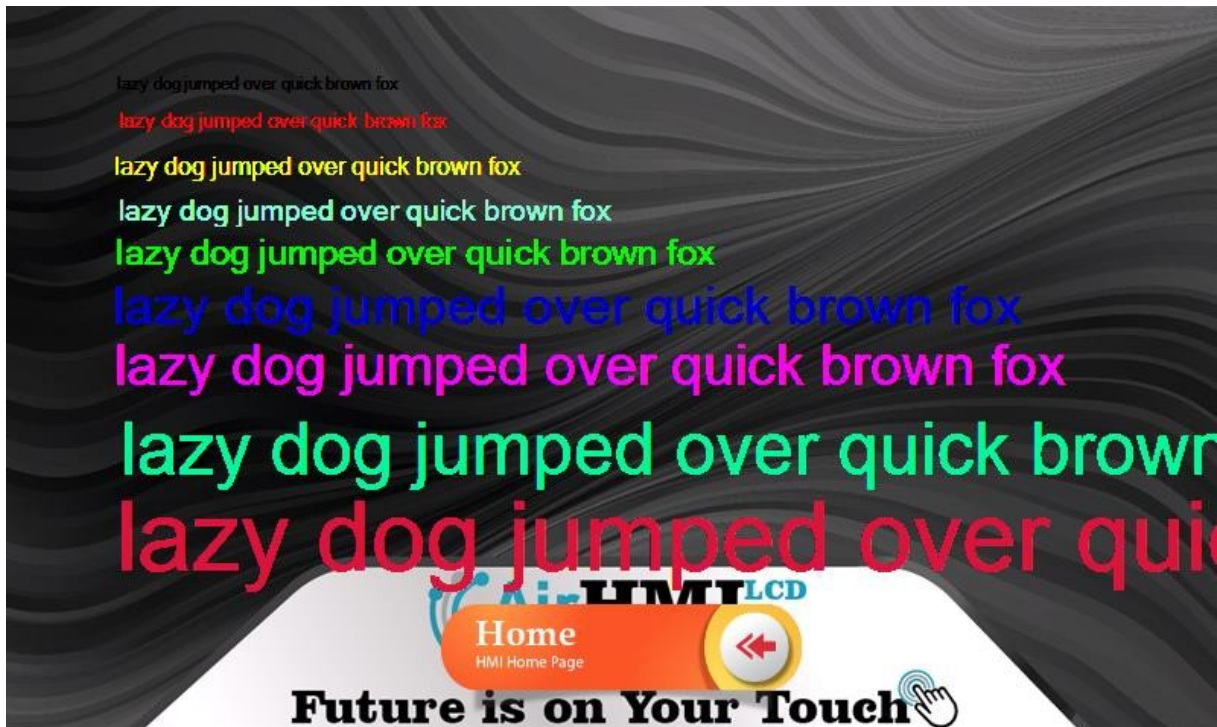 lazy dog jumped over quick brown fox
lazy dog jumped over quick brown fox
lazy dog jumped over quick brown fox
lazy dog jumped over quick brown fox
lazy dog jumped over quick brown fox
lazy dog jumped over quick brown fox
lazy dog jumped over quick brown fox
lazy dog jumped over quick brown
lazy dog jumped over quic
AirHMI LCD
Home
HMI Home Page
Future is on Your Touch